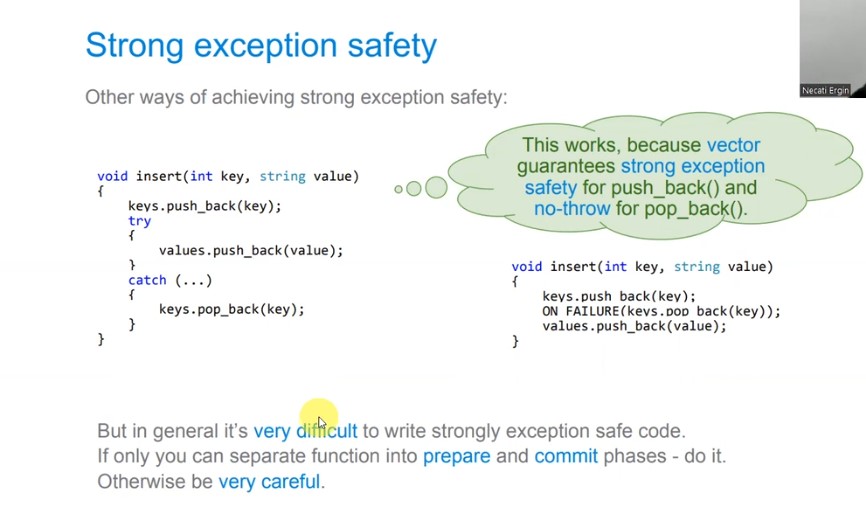 Strong exception safety
Necati Ergin
Other ways of achieving strong exception safety:
This works, because vector
guarantees strong exception
safety for push_back() and
no-throw for pop_back().
void insert(int key, string value)
{
keys.push_back(key);
try
{
values.push_back(value);
}
catch (...)
{
keys.pop_back(key);
}
}
void insert(int key, string value)
{
keys.push_back(key);
ON_FAILURE(keys.pop_back(key));
values.push_back(value);
}
But in general it's very difficult to write strongly exception safe code.
If only you can separate function into prepare and commit phases - do it.
Otherwise be very careful.